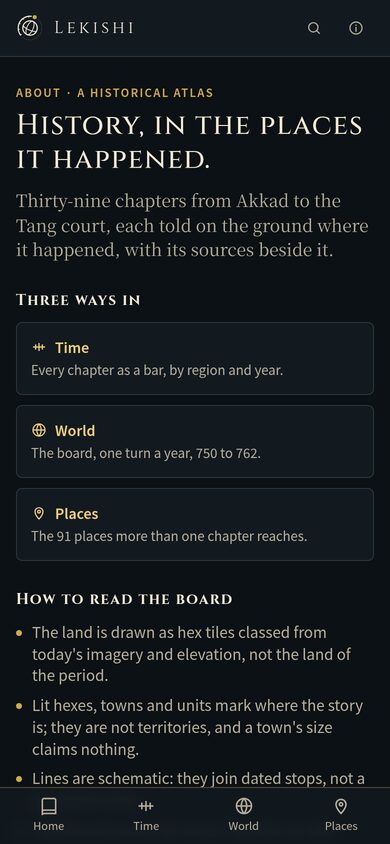 LEKISHI
ABOUT · A HISTORICAL ATLAS
HISTORY, IN THE PLACES
IT HAPPENED.
Thirty-nine chapters from Akkad to the
Tang court, each told on the ground where
it happened, with its sources beside it.
THREE WAYS IN
Time
Every chapter as a bar, by region and year.
World
The board, one turn a year, 750 to 762.
Places
The 91 places more than one chapter reaches.
HOW TO READ THE BOARD
The land is drawn as hex tiles classed from
today's imagery and elevation, not the land of
the period.
Lit hexes, towns and units mark where the story
is; they are not territories, and a town's size
claims nothing.
Lines are schematic: they join dated stops, not a
Home
Time
World
Places